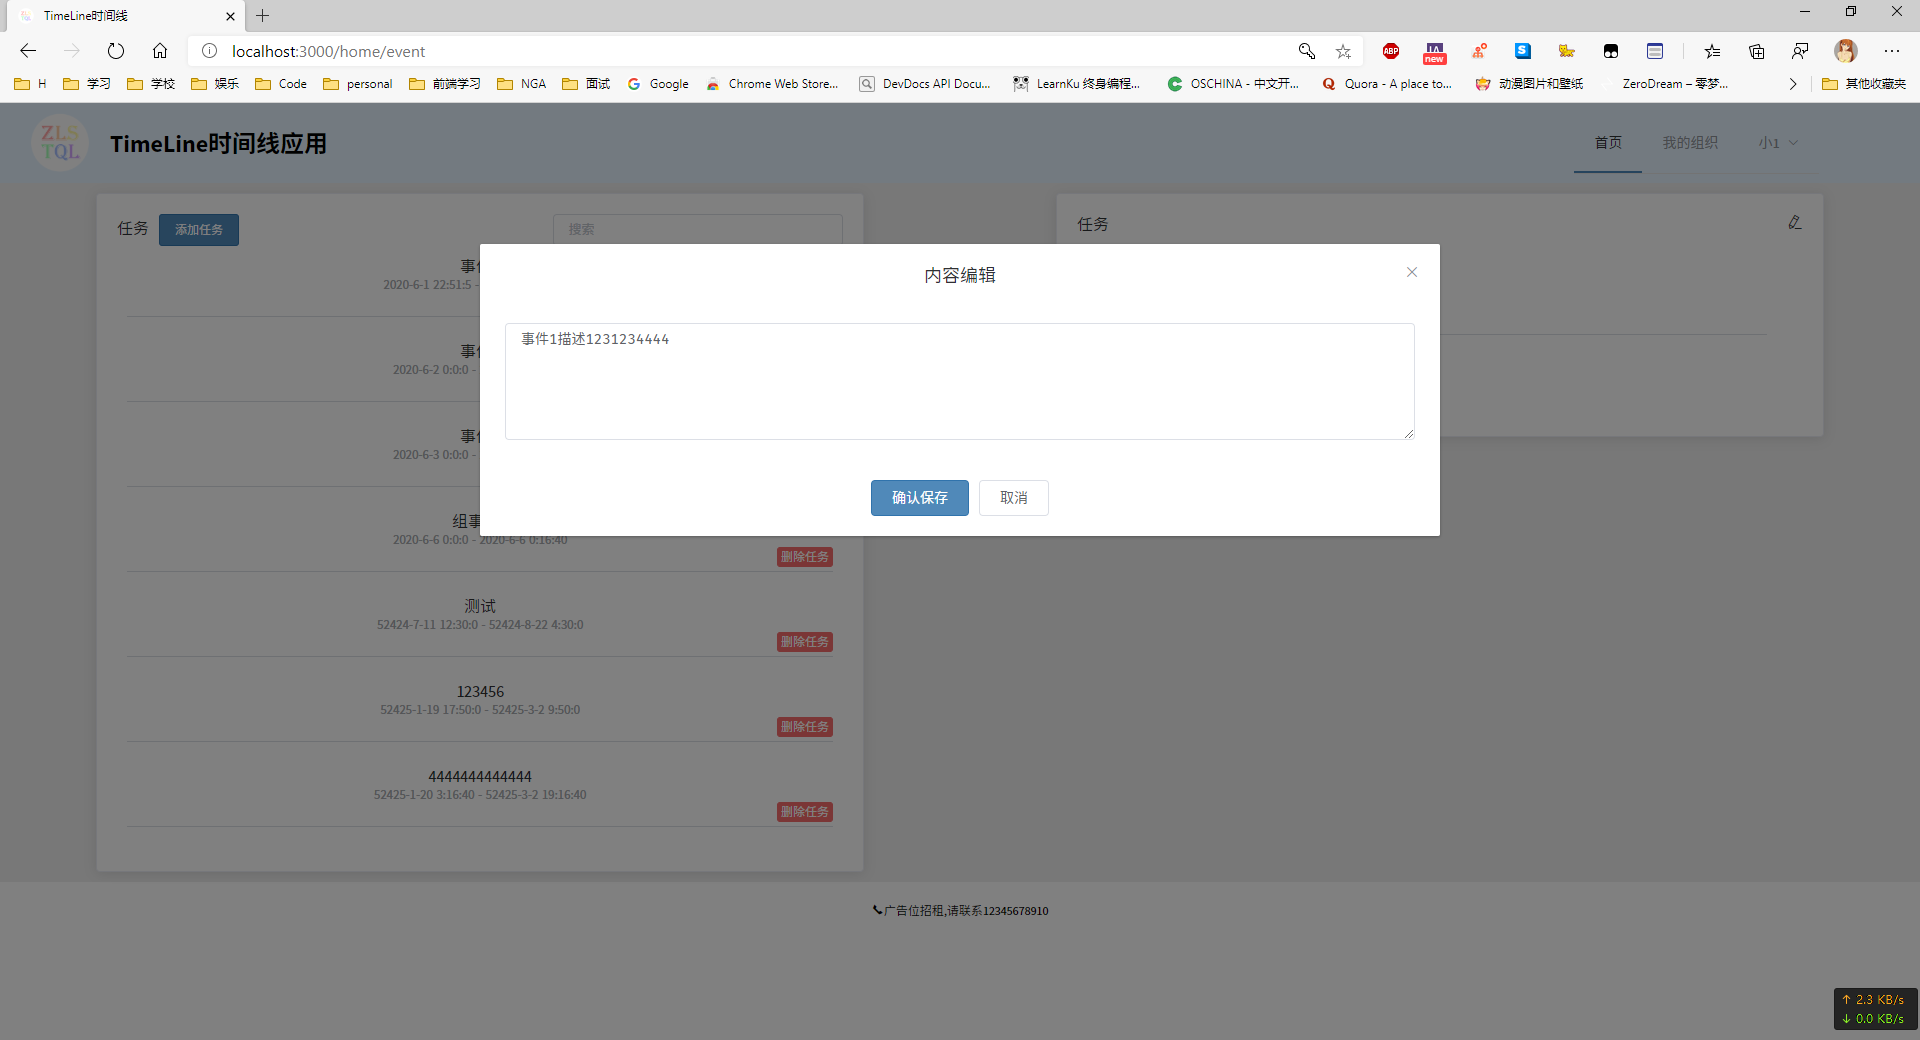 TimeLine时间线
localhost:3000/home/event
ABP
new
S
H
学习
学校
娱乐
Code
personal
前端学习
NGA
面试
Google
Chrome Web Store...
DevDocs API Docu...
LearnKu 终身编程...
OSCHINA - 中文开...
Quora - A place to...
动漫图片和壁纸
ZeroDream – 零梦...
其他收藏夹
ZLS
TQL
TimeLine时间线应用
首页
我的组织
小1
任务
添加任务
搜索
任务
内容编辑
事件1描述1231234444
确认保存
取消
事
2020-6-1 22:51:5 -
事
2020-6-2 0:0:0 -
事
2020-6-3 0:0:0 -
组事
2020-6-6 0:0:0 - 2020-6-6 0:16:40
删除任务
测试
52424-7-11 12:30:0 - 52424-8-22 4:30:0
删除任务
123456
52425-1-19 17:50:0 - 52425-3-2 9:50:0
删除任务
4444444444444
52425-1-20 3:16:40 - 52425-3-2 19:16:40
删除任务
广告位招租,请联系12345678910
↑ 2.3 KB/s
↓ 0.0 KB/s